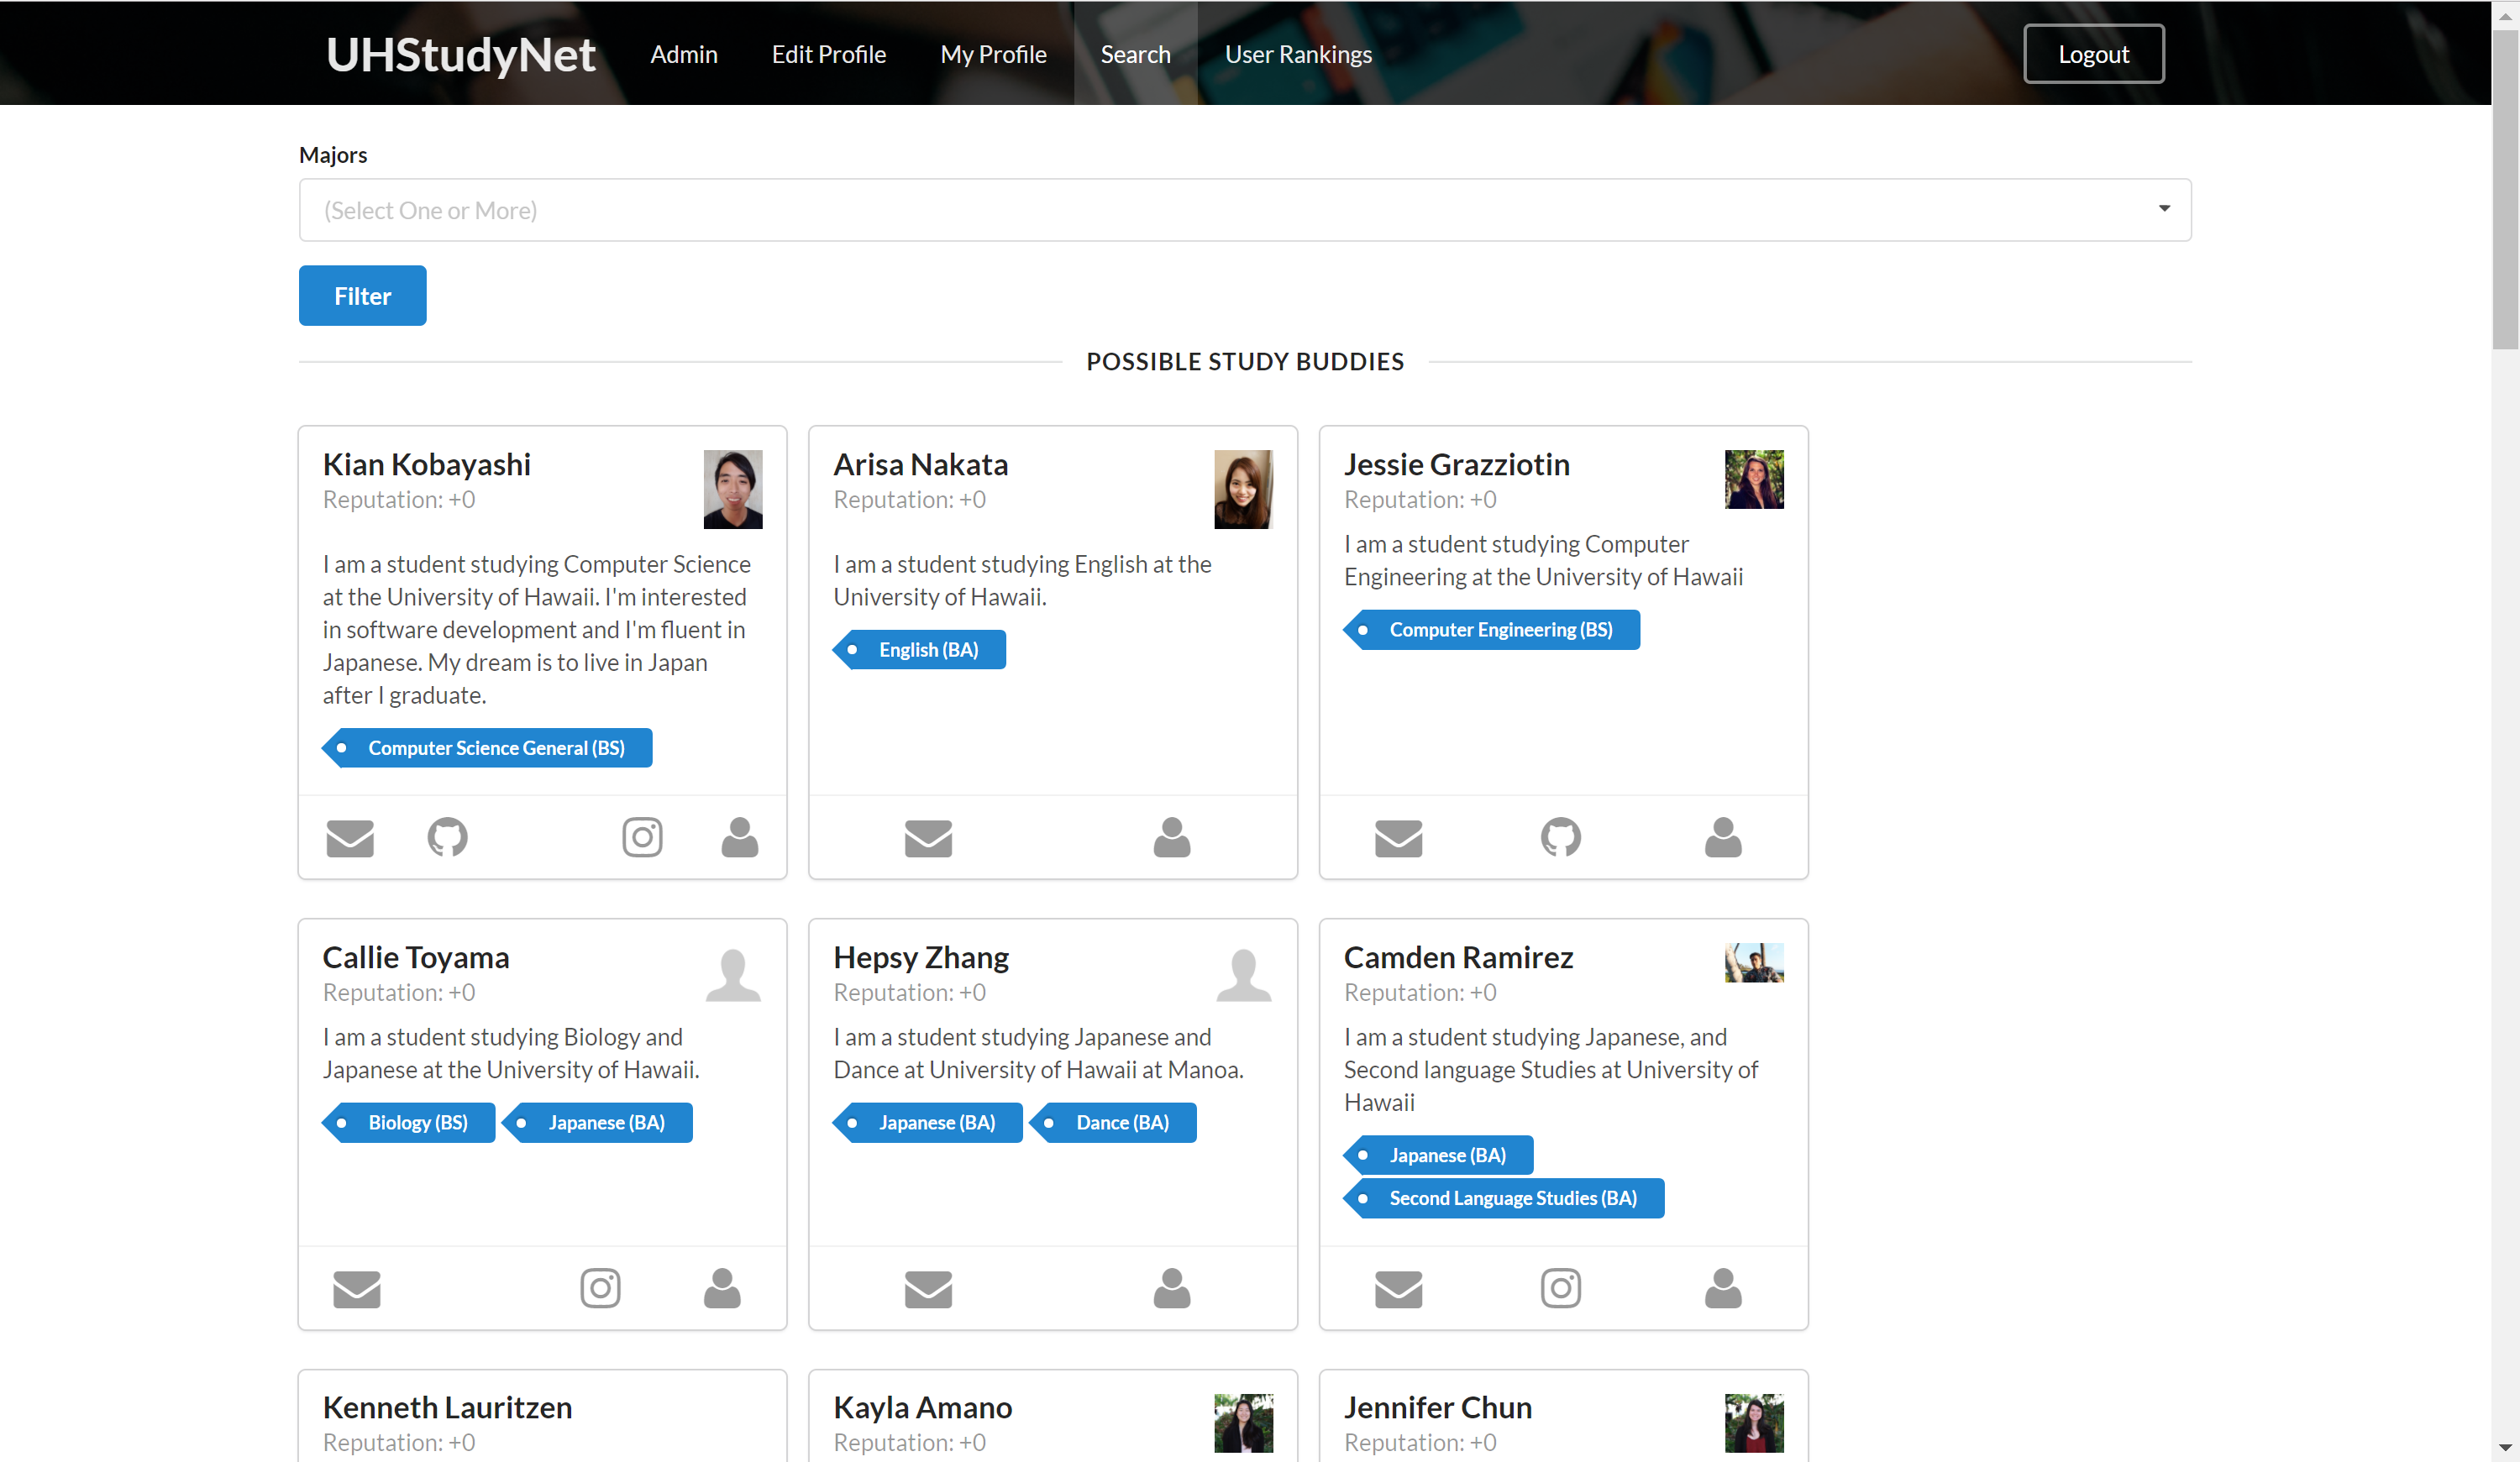 UHStudyNet Admin Edit Profile My Profile Search User Rankings Logout
Majors
(Select One or More)
Filter
POSSIBLE STUDY BUDDIES
Kian Kobayashi
Reputation: +0
I am a student studying Computer Science
at the University of Hawaii. I'm interested
in software development and I'm fluent in
Japanese. My dream is to live in Japan
after I graduate.
Computer Science General (BS)
Arisa Nakata
Reputation: +0
I am a student studying English at the
University of Hawaii.
English (BA)
Jessie Grazziotin
Reputation: +0
I am a student studying Computer
Engineering at the University of Hawaii
Computer Engineering (BS)
Callie Toyama
Reputation: +0
I am a student studying Biology and
Japanese at the University of Hawaii.
Biology (BS) Japanese (BA)
Hepsy Zhang
Reputation: +0
I am a student studying Japanese and
Dance at University of Hawaii at Manoa.
Japanese (BA) Dance (BA)
Camden Ramirez
Reputation: +0
I am a student studying Japanese, and
Second language Studies at University of
Hawaii
Japanese (BA)
Second Language Studies (BA)
Kenneth Lauritzen
Reputation: +0
Kayla Amano
Reputation: +0
Jennifer Chun
Reputation: +0